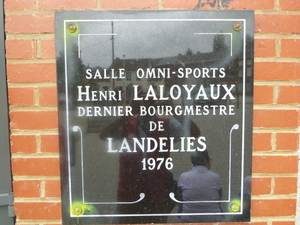 SALLE OMNI-SPORTS
HENRI LALOYAUX
DERNIER BOURGMESTRE
DE
LANDELIES
1976